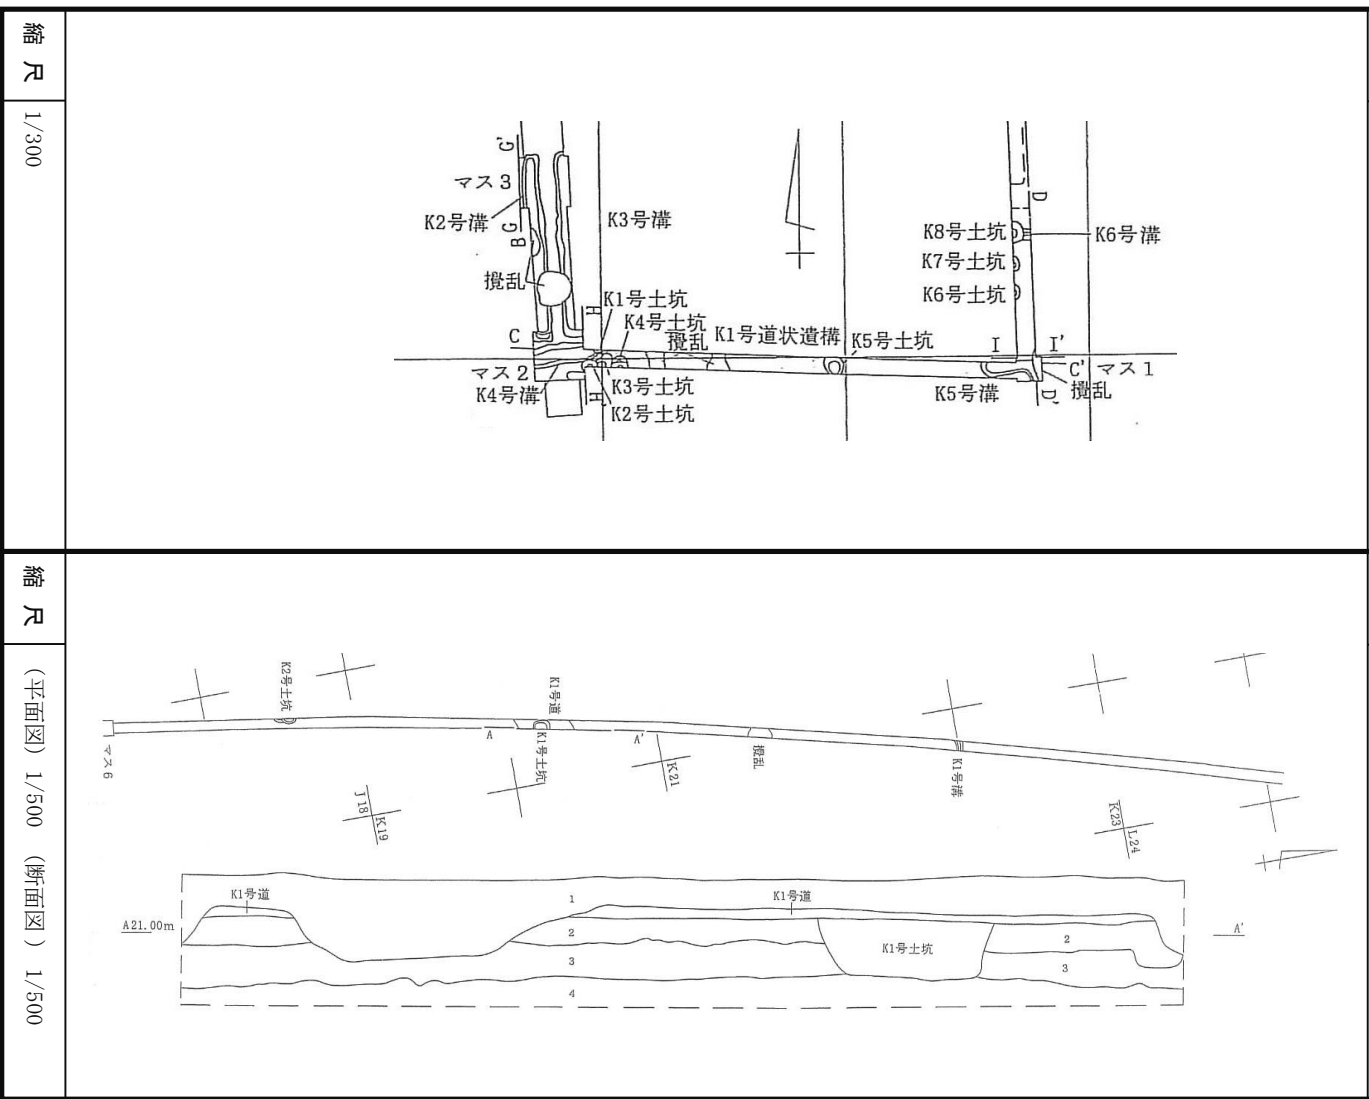 縮尺
1/300
G'
マス3
K2号溝
G
B
攪乱
C
マス2
K4号溝
K3号溝
K1号土坑
K4号土坑
攪乱
K1号道状遺構
K5号土坑
H
H'
K3号土坑
K2号土坑
D
K8号土坑
K6号溝
K7号土坑
K6号土坑
I
I'
C'
マス1
攪乱
D'
K5号溝
縮尺
(平面図) 1/500 (断面図) 1/500
K2号土坑
K1号道
A
A'
K1号土坑
攪乱
K1号溝
マス6
K21
J18
K19
K23
L24
K1号道
1
K1号道
A21.00m
2
K1号土坑
2
A'
3
3
4